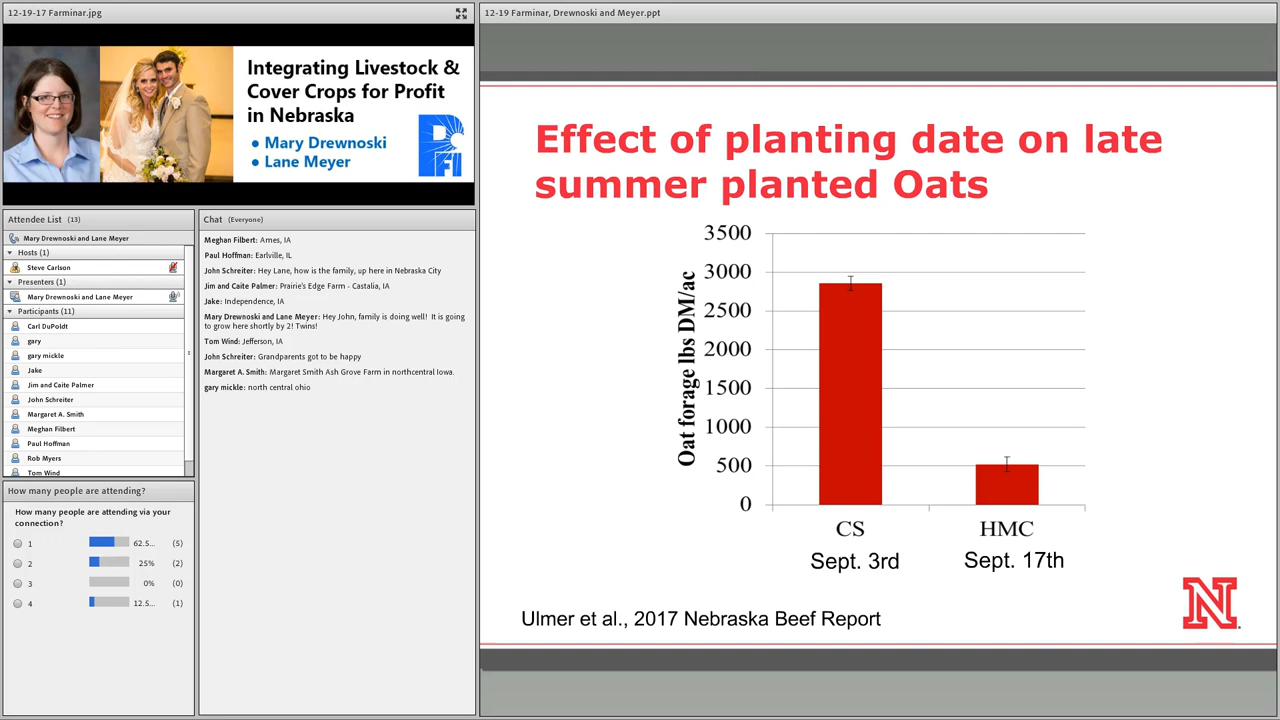 12-19-17 Farminar.jpg
Integrating Livestock &
Cover Crops for Profit
in Nebraska
• Mary Drewnoski
• Lane Meyer
PFI
Attendee List (13)
Mary Drewnoski and Lane Meyer
Hosts (1)
Steve Carlson
Presenters (1)
Mary Drewnoski and Lane Meyer
Participants (11)
Carl DuPoldt
gary
gary mickle
Jake
Jim and Caite Palmer
John Schreiter
Margaret A. Smith
Meghan Filbert
Paul Hoffman
Rob Myers
Tom Wind
Chat (Everyone)
Meghan Filbert: Ames, IA
Paul Hoffman: Earlville, IL
John Schreiter: Hey Lane, how is the family, up here in Nebraska City
Jim and Caite Palmer: Prairie's Edge Farm - Castalia, IA
Jake: Independence, IA
Mary Drewnoski and Lane Meyer: Hey John, family is doing well! It is going
to grow here shortly by 2! Twins!
Tom Wind: Jefferson, IA
John Schreiter: Grandparents got to be happy
Margaret A. Smith: Margaret Smith Ash Grove Farm in northcentral Iowa.
gary mickle: north central ohio
How many people are attending?
How many people are attending via your
connection?
1 62.5... (5)
2 25% (2)
3 0% (0)
4 12.5... (1)
12-19 Farminar, Drewnoski and Meyer.ppt
Effect of planting date on late
summer planted Oats
Oat forage lbs DM/ac
3500
3000
2500
2000
1500
1000
500
0
CS HMC
Sept. 3rd Sept. 17th
Ulmer et al., 2017 Nebraska Beef Report
N